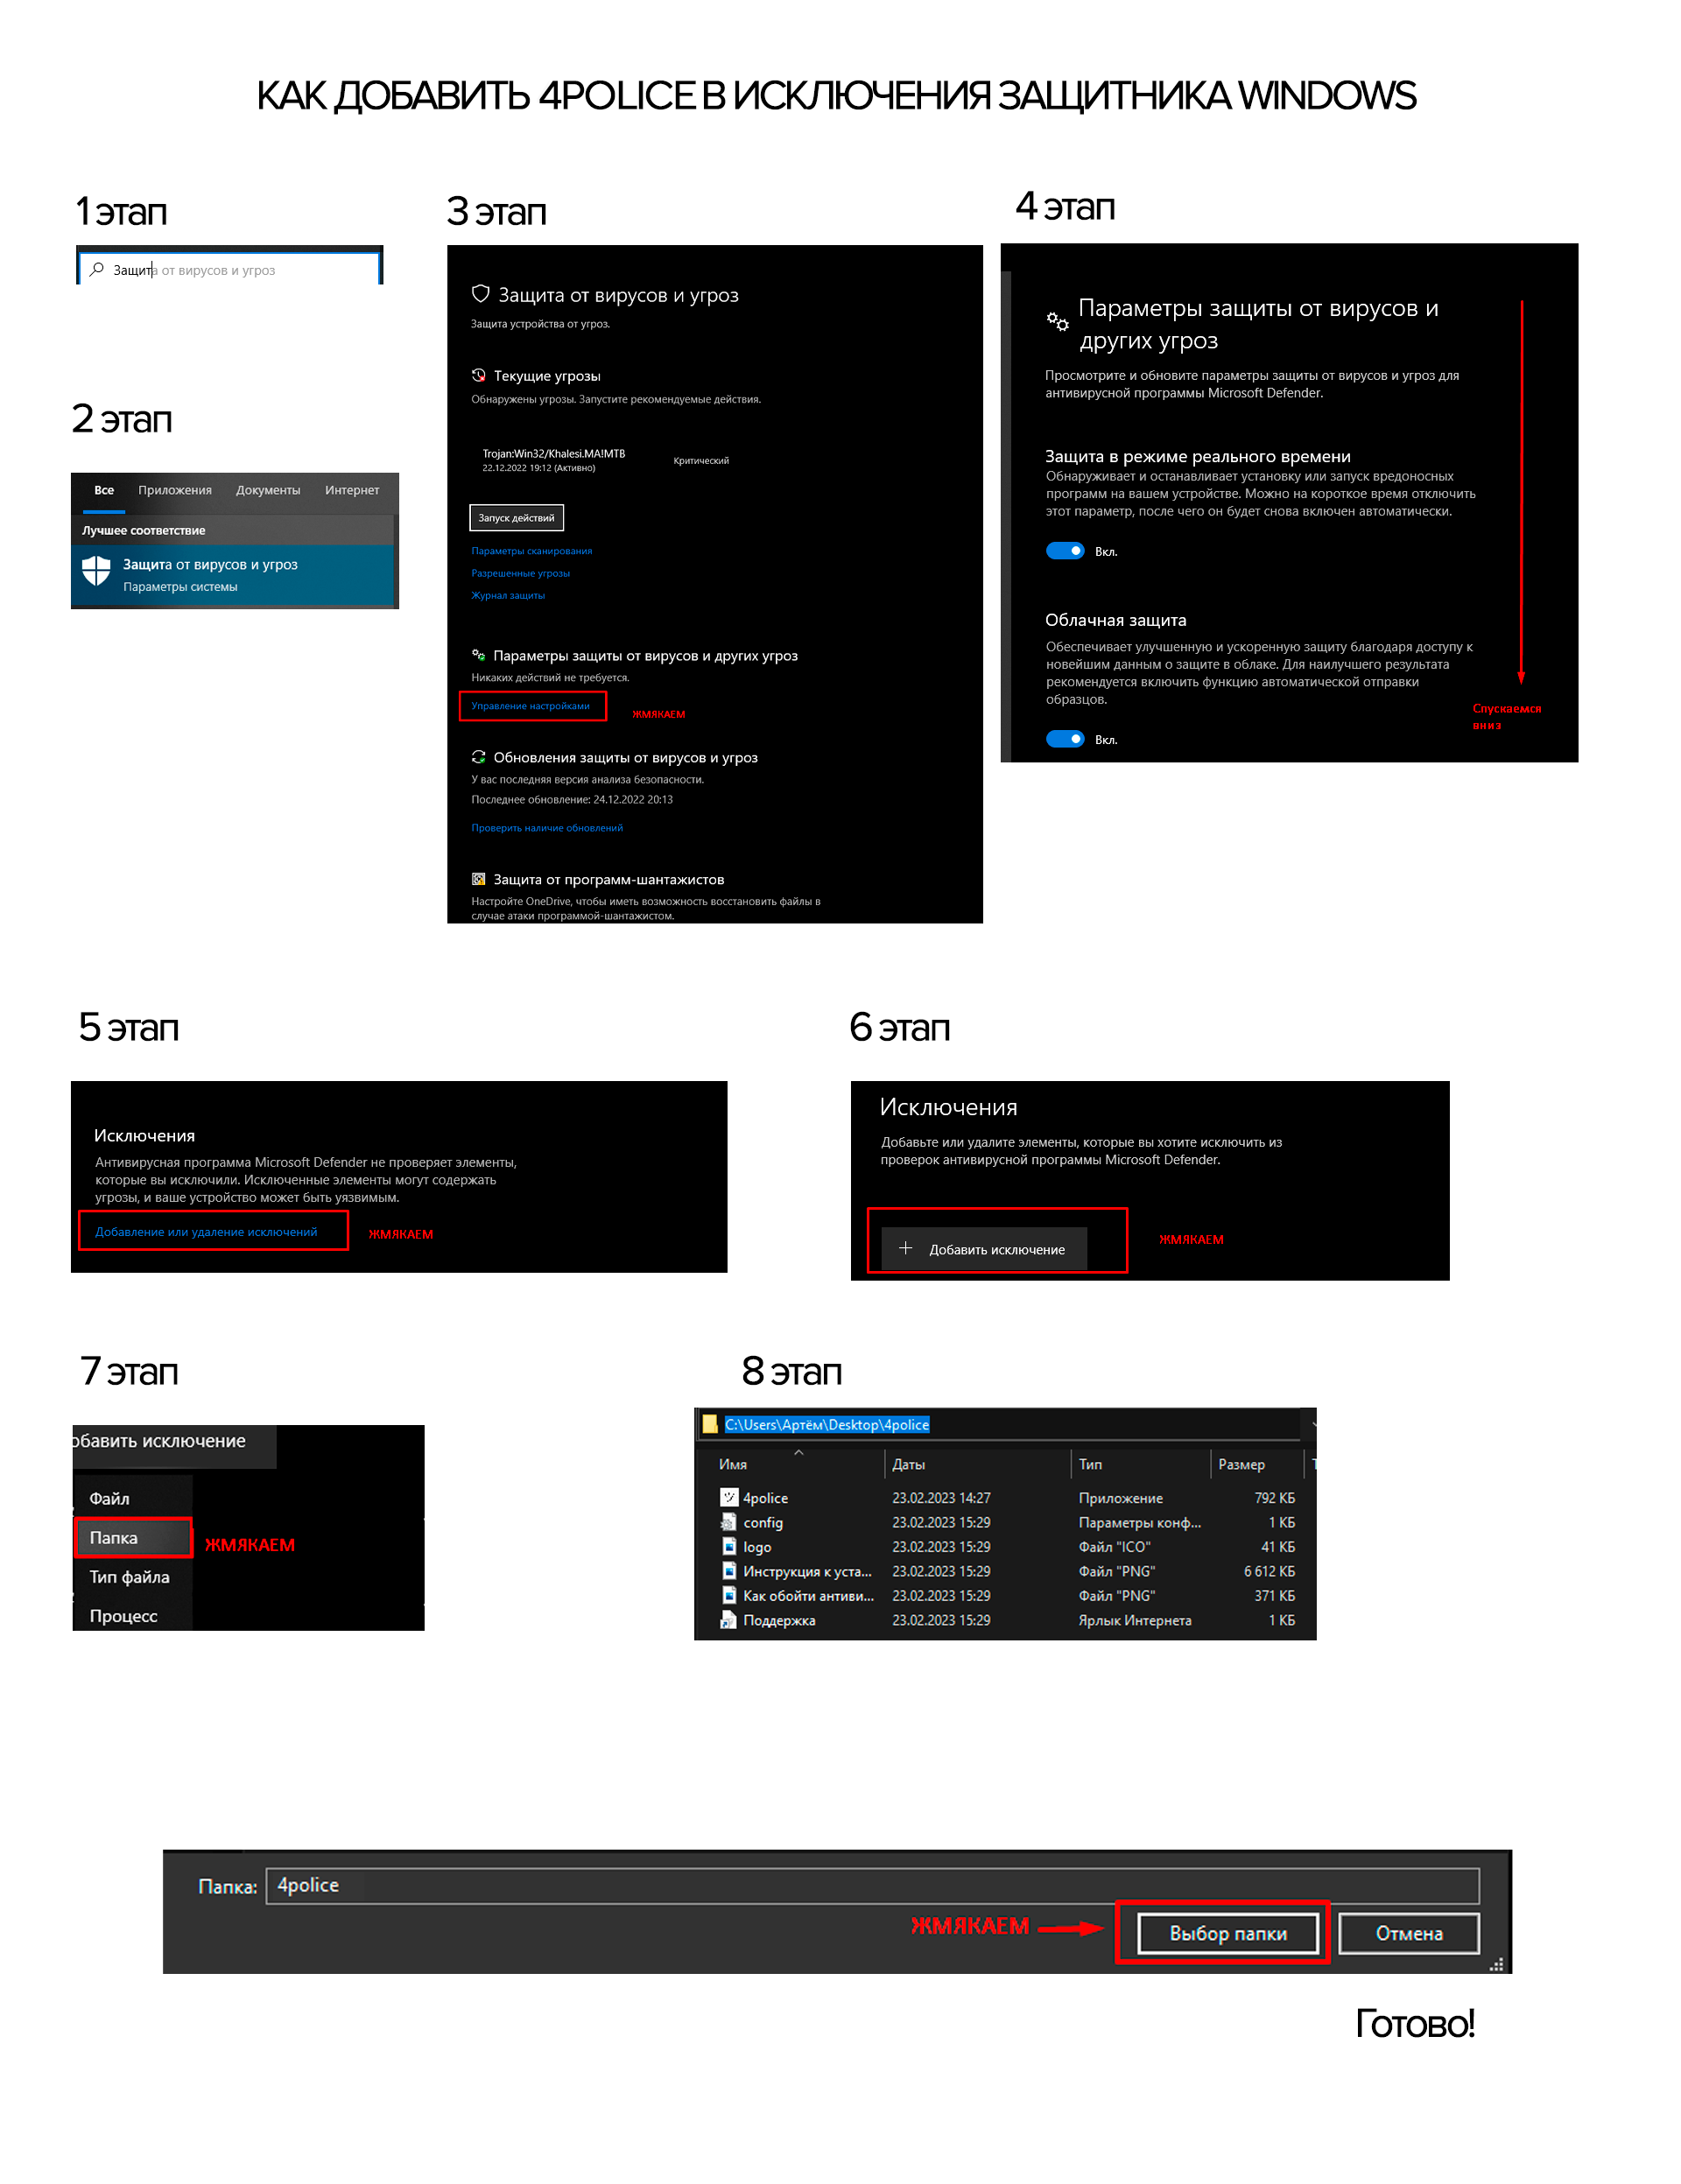 КАК ДОБАВИТЬ 4POLICE В ИСКЛЮЧЕНИЯ ЗАЩИТНИКА WINDOWS
1 этап
Защита от вирусов и угроз
2 этап
Все Приложения Документы Интернет
Лучшее соответствие
Защита от вирусов и угроз
Параметры системы
3 этап
Защита от вирусов и угроз
Защита устройства от угроз.
Текущие угрозы
Обнаружены угрозы. Запустите рекомендуемые действия.
Trojan:Win32/Khalesi.MA!MTB
22.12.2022 19:12 (Активно)
Критический
Запуск действий
Параметры сканирования
Разрешенные угрозы
Журнал защиты
Параметры защиты от вирусов и других угроз
Никаких действий не требуется.
Управление настройками
ЖМЯКАЕМ
Обновления защиты от вирусов и угроз
У вас последняя версия анализа безопасности.
Последнее обновление: 24.12.2022 20:13
Проверить наличие обновлений
Защита от программ-шантажистов
Настройте OneDrive, чтобы иметь возможность восстановить файлы в
случае атаки программой-шантажистом.
4 этап
Параметры защиты от вирусов и
других угроз
Просмотрите и обновите параметры защиты от вирусов и угроз для
антивирусной программы Microsoft Defender.
Защита в режиме реального времени
Обнаруживает и останавливает установку или запуск вредоносных
программ на вашем устройстве. Можно на короткое время отключить
этот параметр, после чего он будет снова включен автоматически.
Вкл.
Облачная защита
Обеспечивает улучшенную и ускоренную защиту благодаря доступу к
новейшим данным о защите в облаке. Для наилучшего результата
рекомендуется включить функцию автоматической отправки
образцов.
Вкл.
Спускаемся
вниз
5 этап
Исключения
Антивирусная программа Microsoft Defender не проверяет элементы,
которые вы исключили. Исключенные элементы могут содержать
угрозы, и ваше устройство может быть уязвимым.
Добавление или удаление исключений
ЖМЯКАЕМ
6 этап
Исключения
Добавьте или удалите элементы, которые вы хотите исключить из
проверок антивирусной программы Microsoft Defender.
+ Добавить исключение
ЖМЯКАЕМ
7 этап
обавить исключение
Файл
Папка
ЖМЯКАЕМ
Тип файла
Процесс
8 этап
C:\Users\Артём\Desktop\4police
Имя Даты Тип Размер
4police 23.02.2023 14:27 Приложение 792 КБ
config 23.02.2023 15:29 Параметры конф... 1 КБ
logo 23.02.2023 15:29 Файл "ICO" 41 КБ
Инструкция к уста... 23.02.2023 15:29 Файл "PNG" 6 612 КБ
Как обойти антиви... 23.02.2023 15:29 Файл "PNG" 371 КБ
Поддержка 23.02.2023 15:29 Ярлык Интернета 1 КБ
Папка: 4police
ЖМЯКАЕМ
Выбор папки Отмена
Готово!